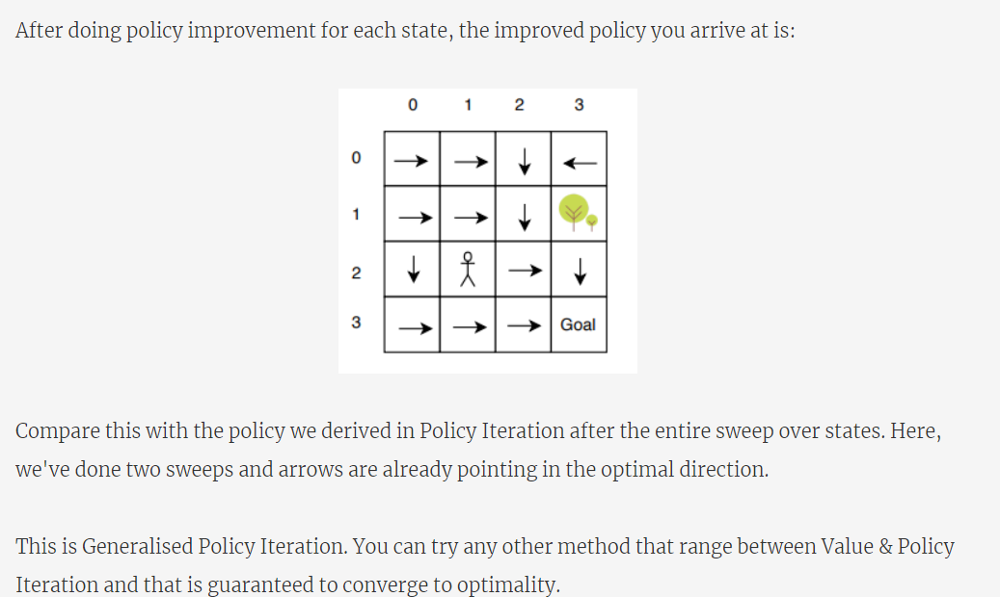 After doing policy improvement for each state, the improved policy you arrive at is:
0 1 2 3
0
1
2
3 Goal
Compare this with the policy we derived in Policy Iteration after the entire sweep over states. Here,
we've done two sweeps and arrows are already pointing in the optimal direction.
This is Generalised Policy Iteration. You can try any other method that range between Value & Policy
Iteration and that is guaranteed to converge to optimality.